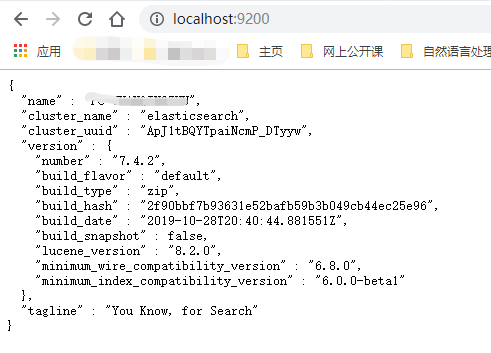 localhost:9200
应用 主页 网上公开课 自然语言处理
{
"name" : "
"cluster_name" : "elasticsearch",
"cluster_uuid" : "ApJ1tBQYTpaiNcmP_DTyyw",
"version" : {
"number" : "7.4.2",
"build_flavor" : "default",
"build_type" : "zip",
"build_hash" : "2f90bbf7b93631e52bafb59b3b049cb44ec25e96",
"build_date" : "2019-10-28T20:40:44.881551Z",
"build_snapshot" : false,
"lucene_version" : "8.2.0",
"minimum_wire_compatibility_version" : "6.8.0",
"minimum_index_compatibility_version" : "6.0.0-beta1"
},
"tagline" : "You Know, for Search"
}